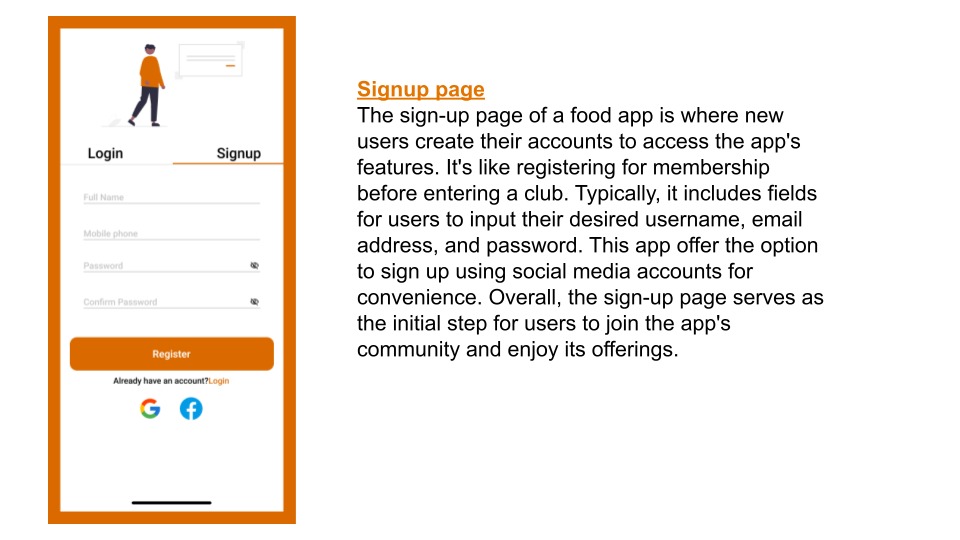 Login
Signup
Full Name
Mobile phone
Password
Confirm Password
Register
Already have an account?Login
Signup page
The sign-up page of a food app is where new
users create their accounts to access the app's
features. It's like registering for membership
before entering a club. Typically, it includes fields
for users to input their desired username, email
address, and password. This app offer the option
to sign up using social media accounts for
convenience. Overall, the sign-up page serves as
the initial step for users to join the app's
community and enjoy its offerings.